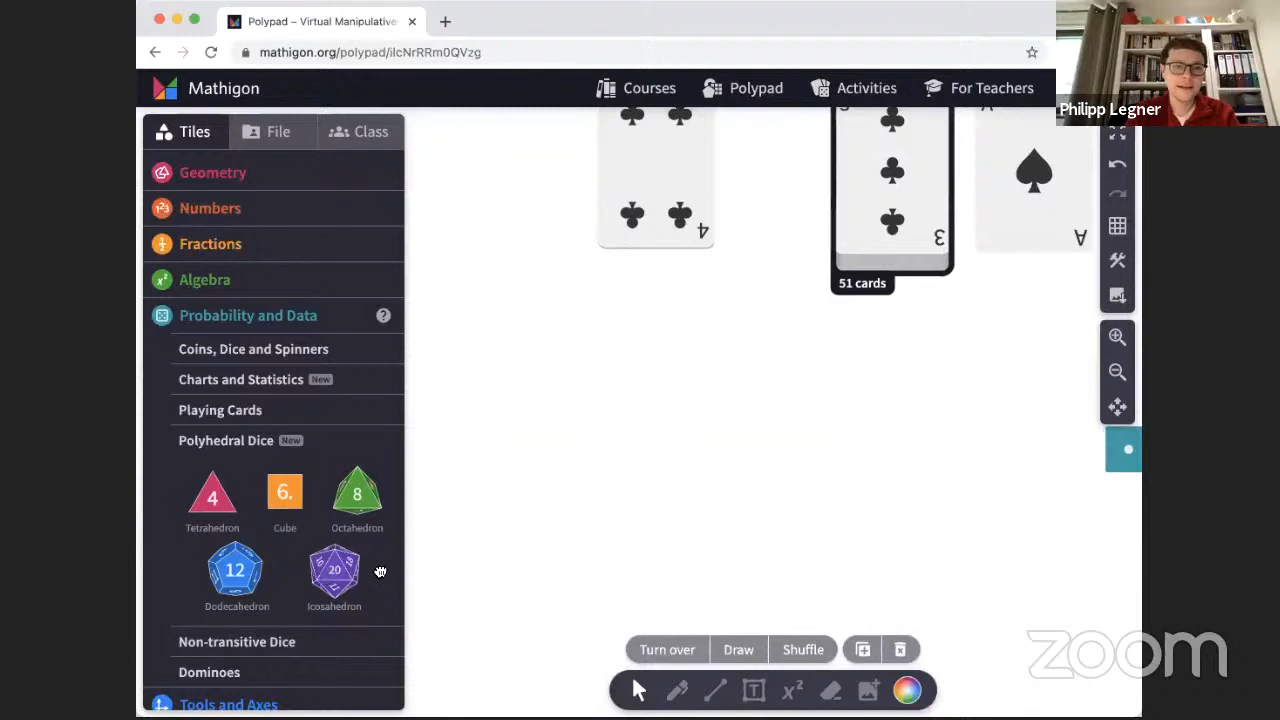 Polypad – Virtual Manipulative
mathigon.org/polypad/ilcNrRRm0QVzg
Philipp Legner
Mathigon
Courses
Polypad
Activities
For Teachers
Tiles
File
Class
Geometry
Numbers
Fractions
Algebra
Probability and Data
?
Coins, Dice and Spinners
Charts and Statistics New
Playing Cards
Polyhedral Dice New
4
6.
8
Tetrahedron
Cube
Octahedron
12
20
Dodecahedron
Icosahedron
Non-transitive Dice
Dominoes
Tools and Axes
4
3
A
51 cards
Turn over
Draw
Shuffle
T
x²
zoom